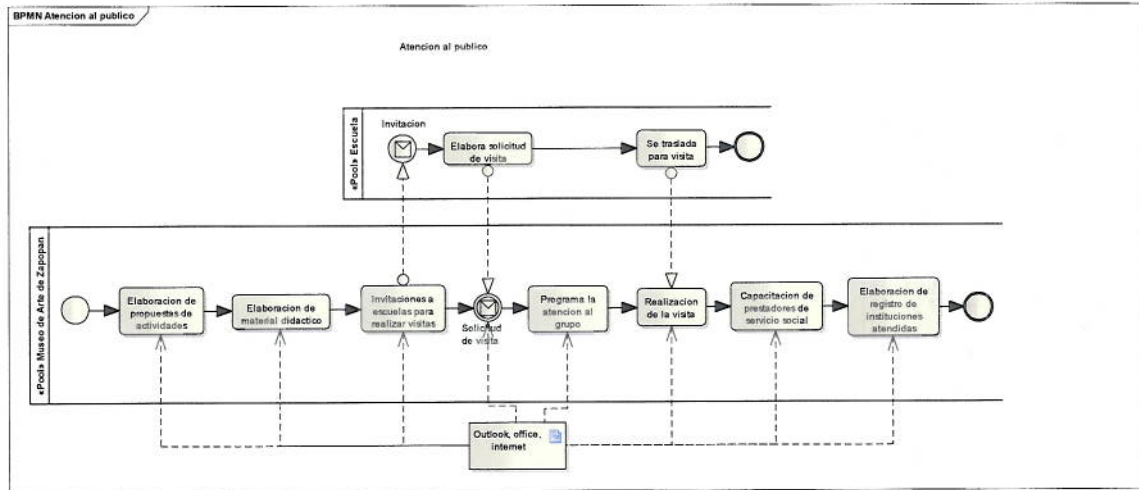 BPMN Atencion al publico
Atencion al publico
«Pool» Escuela
Invitacion
Elabora solicitud
de visita
Se traslada
para visita
«Pool» Museo de Arte de Zapopan
Elaboracion de
propuestas de
actividades
Elaboracion de
material didactico
Invitaciones a
escuelas para
realizar visitas
Solicitud
de visita
Programa la
atencion al
grupo
Realizacion
de la visita
Capacitacion de
prestadores de
servicio social
Elaboracion de
registro de
instituciones
atendidas
Outlook, office,
internet